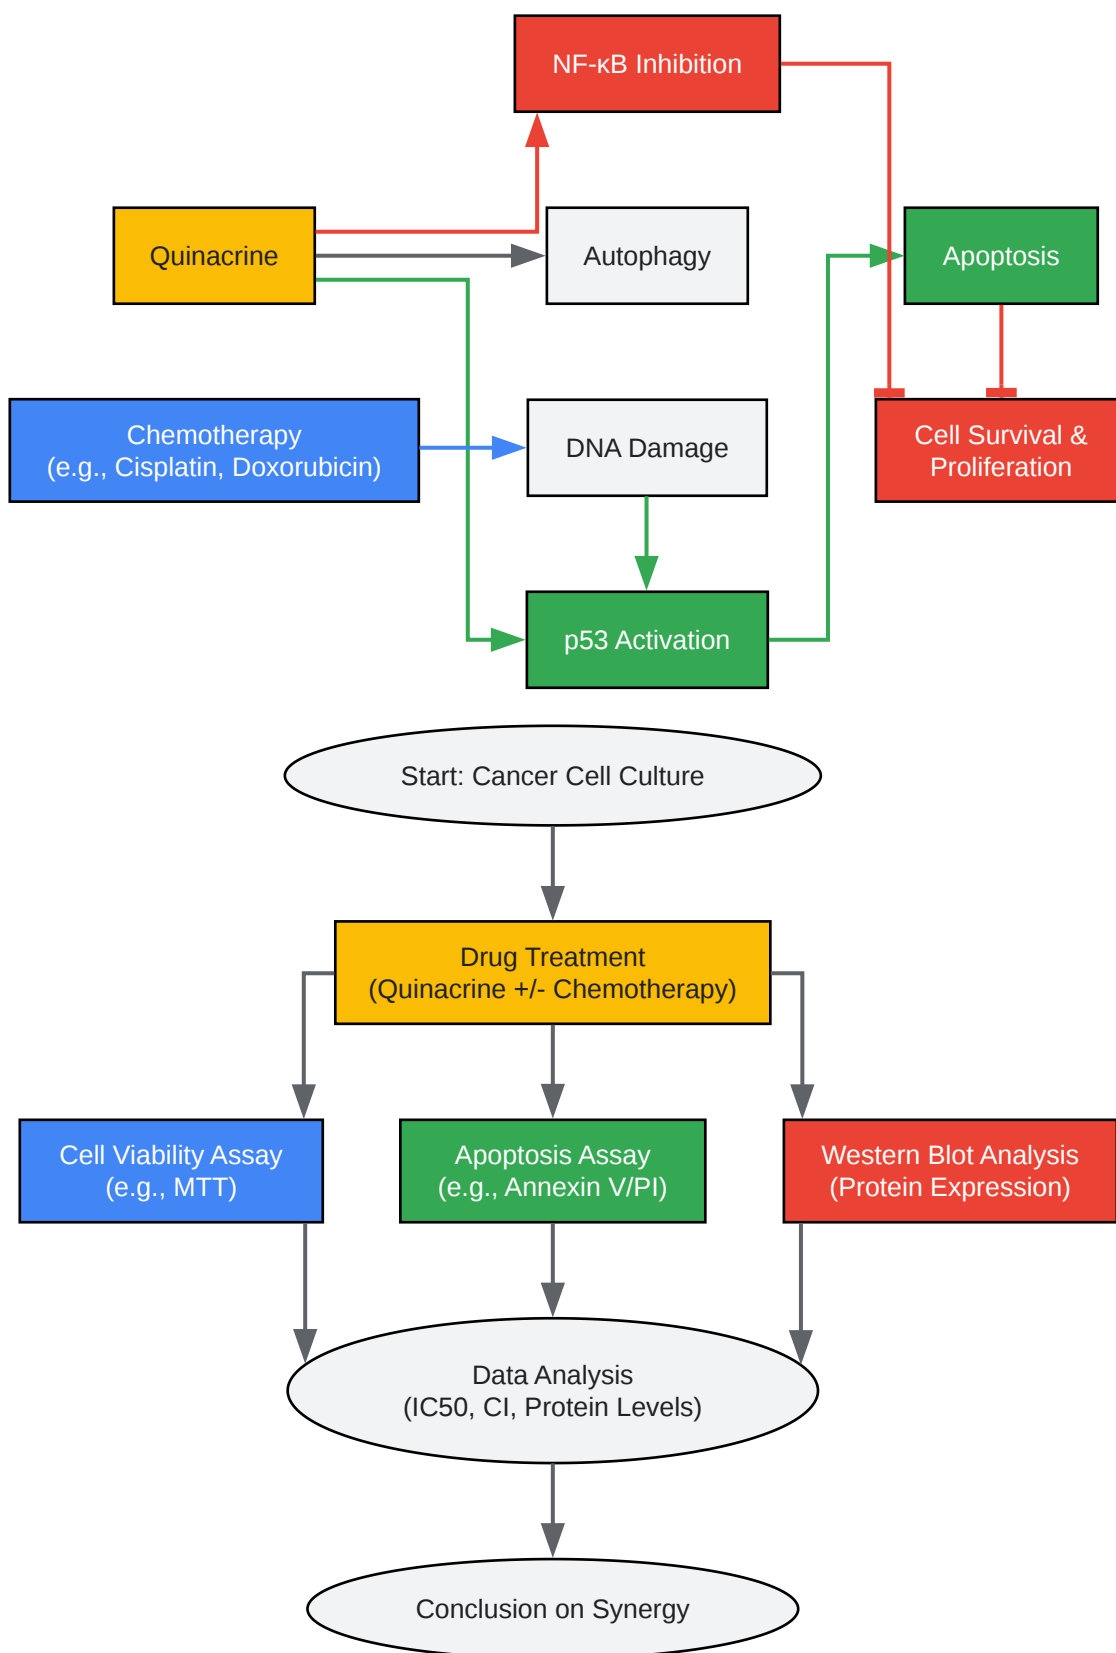 NF-κB Inhibition
Quinacrine
Autophagy
Apoptosis
Chemotherapy
(e.g., Cisplatin, Doxorubicin)
DNA Damage
Cell Survival &
Proliferation
p53 Activation
Start: Cancer Cell Culture
Drug Treatment
(Quinacrine +/- Chemotherapy)
Cell Viability Assay
(e.g., MTT)
Apoptosis Assay
(e.g., Annexin V/PI)
Western Blot Analysis
(Protein Expression)
Data Analysis
(IC50, CI, Protein Levels)
Conclusion on Synergy